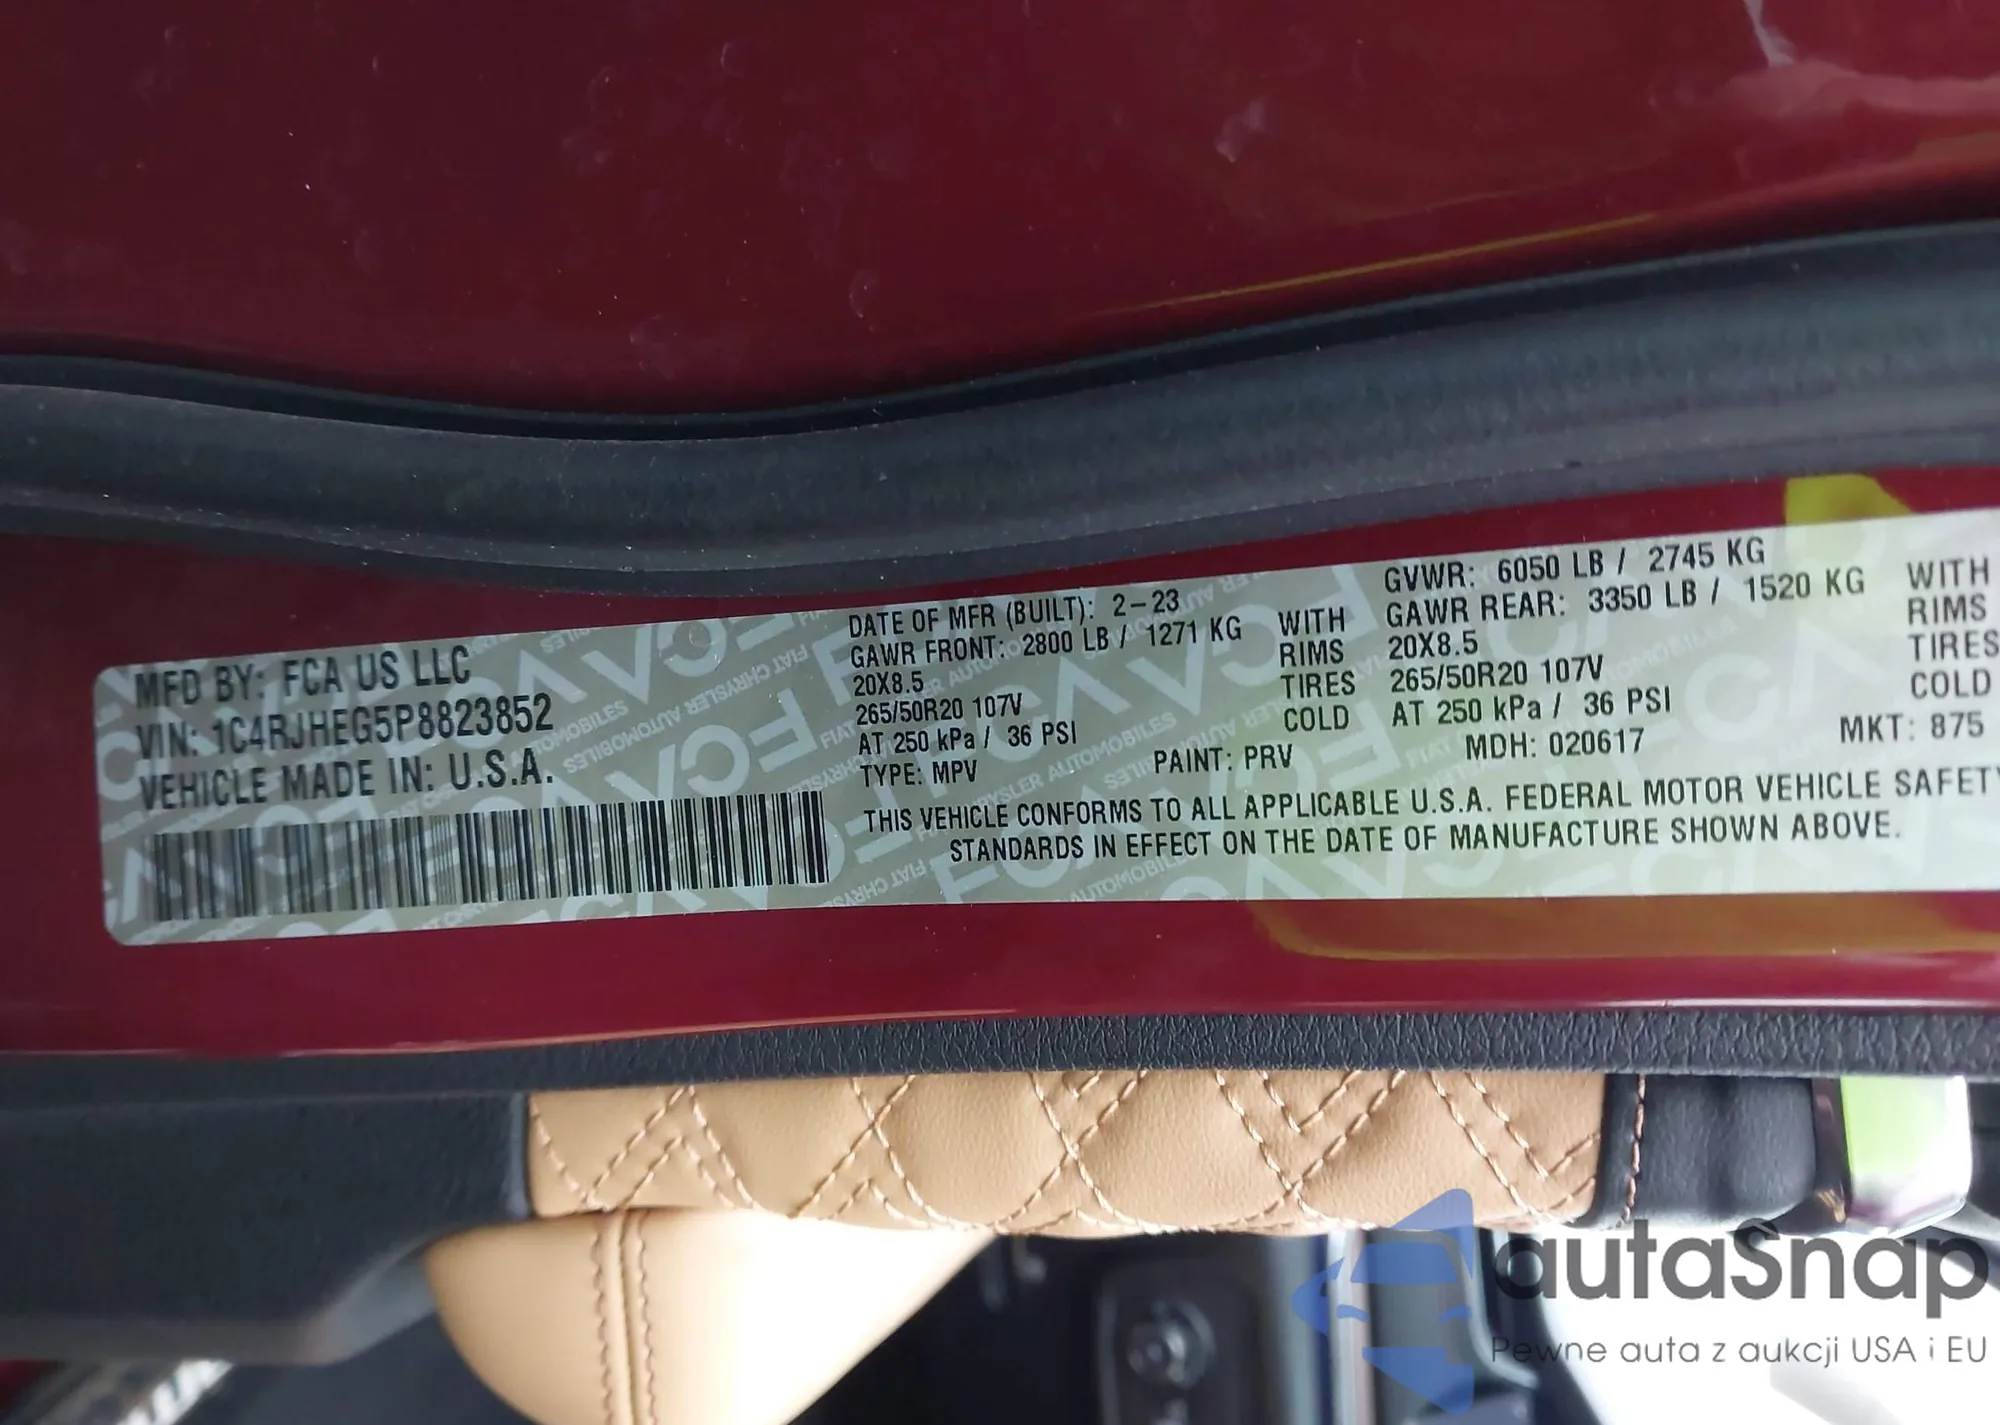 MFD BY: FCA US LLC
VIN: 1C4RJHEG5P8823852
VEHICLE MADE IN: U.S.A.
DATE OF MFR (BUILT): 2-23
GVWR: 6050 LB / 2745 KG
GAWR FRONT: 2800 LB / 1271 KG WITH GAWR REAR: 3350 LB / 1520 KG WITH
20X8.5 RIMS 20X8.5 RIMS
265/50R20 107V TIRES 265/50R20 107V TIRES
AT 250 kPa / 36 PSI COLD AT 250 kPa / 36 PSI COLD
TYPE: MPV PAINT: PRV MDH: 020617 MKT: 875
THIS VEHICLE CONFORMS TO ALL APPLICABLE U.S.A. FEDERAL MOTOR VEHICLE SAFETY
STANDARDS IN EFFECT ON THE DATE OF MANUFACTURE SHOWN ABOVE.
autaSnap
Pewne auta z aukcji USA i EU